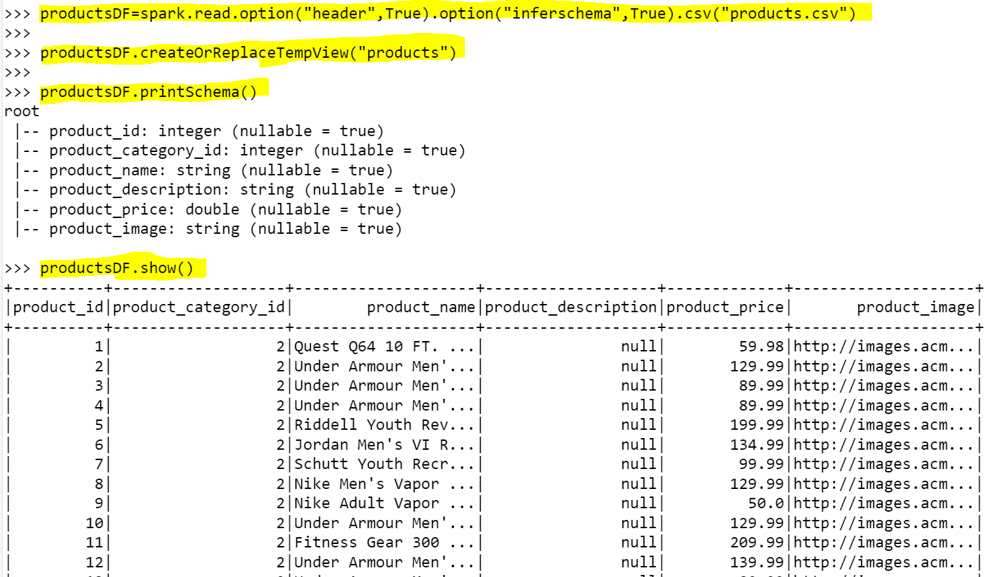 >>> productsDF=spark.read.option("header",True).option("inferschema",True).csv("products.csv")
>>>
>>> productsDF.createOrReplaceTempView("products")
>>>
>>> productsDF.printSchema()
root
 |-- product_id: integer (nullable = true)
 |-- product_category_id: integer (nullable = true)
 |-- product_name: string (nullable = true)
 |-- product_description: string (nullable = true)
 |-- product_price: double (nullable = true)
 |-- product_image: string (nullable = true)

>>> productsDF.show()
+----------+-------------------+--------------------+-------------------+-------------+--------------------+
|product_id|product_category_id|        product_name|product_description|product_price|       product_image|
+----------+-------------------+--------------------+-------------------+-------------+--------------------+
|         1|                  2|Quest Q64 10 FT. ...|               null|        59.98|http://images.acm...|
|         2|                  2|Under Armour Men'...|               null|       129.99|http://images.acm...|
|         3|                  2|Under Armour Men'...|               null|        89.99|http://images.acm...|
|         4|                  2|Under Armour Men'...|               null|        89.99|http://images.acm...|
|         5|                  2|Riddell Youth Rev...|               null|       199.99|http://images.acm...|
|         6|                  2|Jordan Men's VI R...|               null|       134.99|http://images.acm...|
|         7|                  2|Schutt Youth Recr...|               null|        99.99|http://images.acm...|
|         8|                  2|Nike Men's Vapor ...|               null|       129.99|http://images.acm...|
|         9|                  2|Nike Adult Vapor ...|               null|         50.0|http://images.acm...|
|        10|                  2|Under Armour Men'...|               null|       129.99|http://images.acm...|
|        11|                  2|Fitness Gear 300 ...|               null|       209.99|http://images.acm...|
|        12|                  2|Under Armour Men'...|               null|       139.99|http://images.acm...|